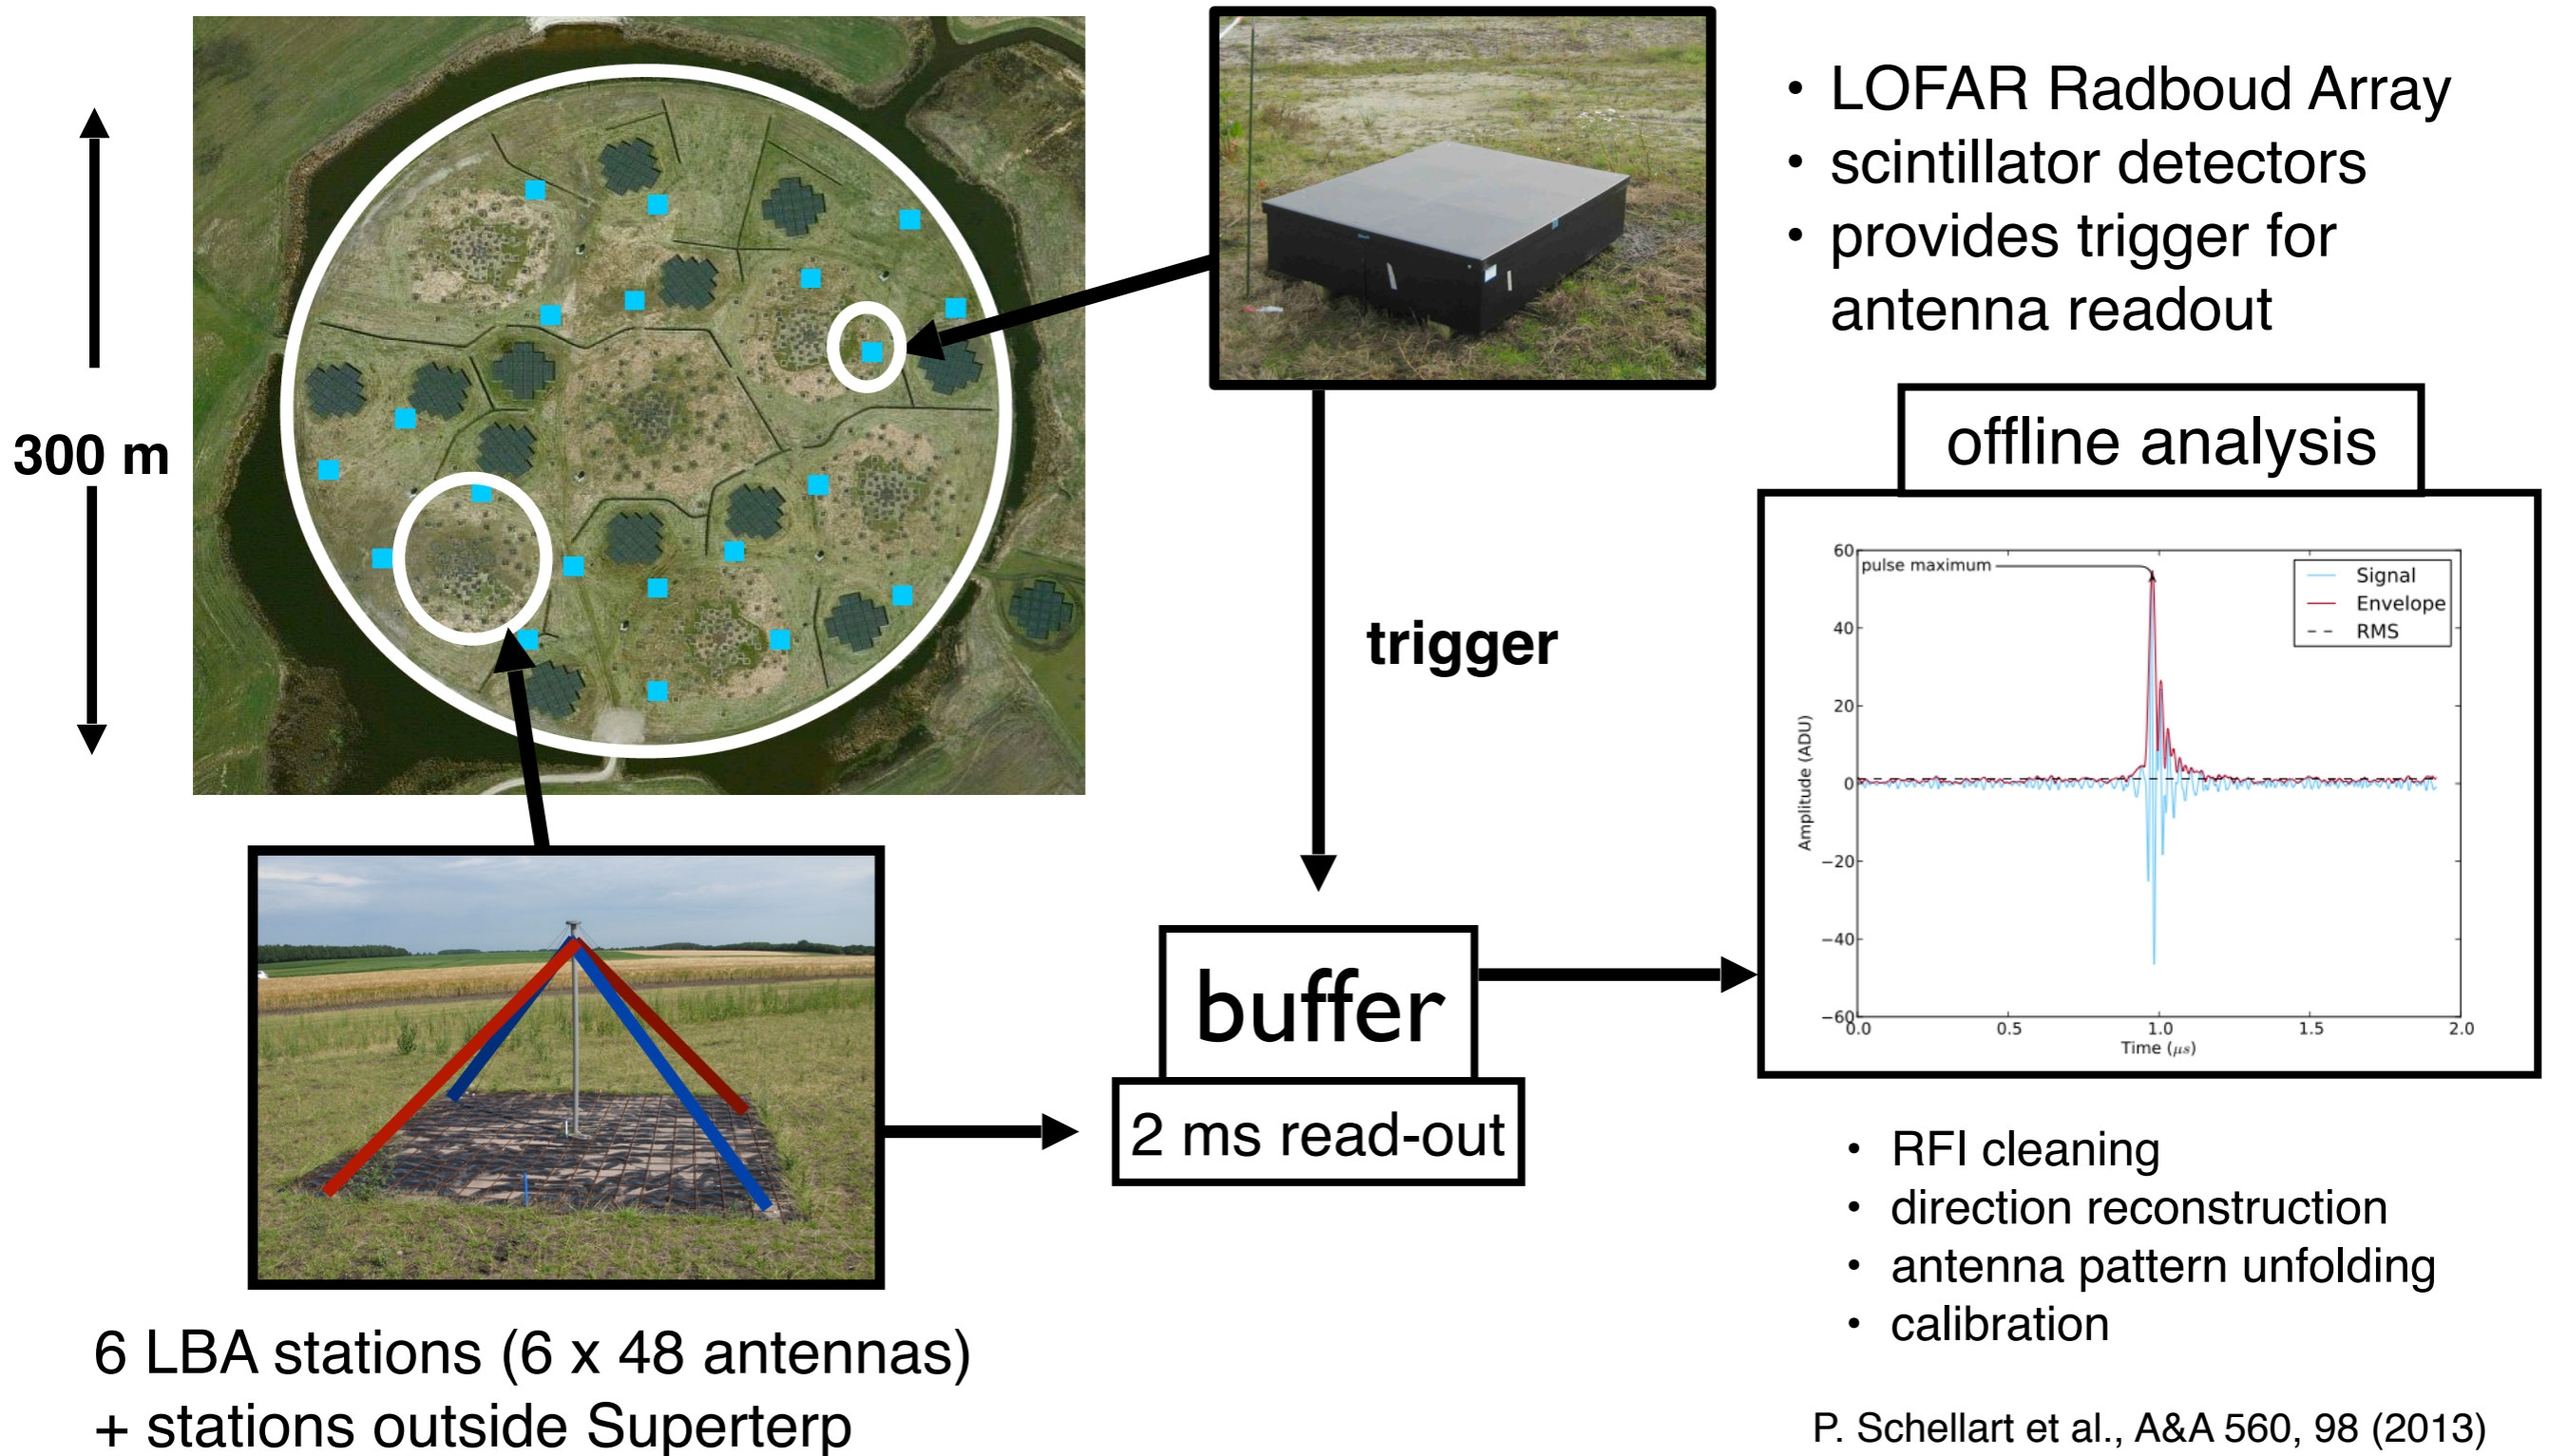 300 m
• LOFAR Radboud Array
• scintillator detectors
• provides trigger for
antenna readout
trigger
offline analysis
pulse maximum
Signal
Envelope
RMS
60
40
20
0
−20
−40
−60
Amplitude (ADU)
0.0
0.5
1.0
1.5
2.0
Time (μs)
buffer
2 ms read-out
• RFI cleaning
• direction reconstruction
• antenna pattern unfolding
• calibration
6 LBA stations (6 x 48 antennas)
+ stations outside Superterp
P. Schellart et al., A&A 560, 98 (2013)